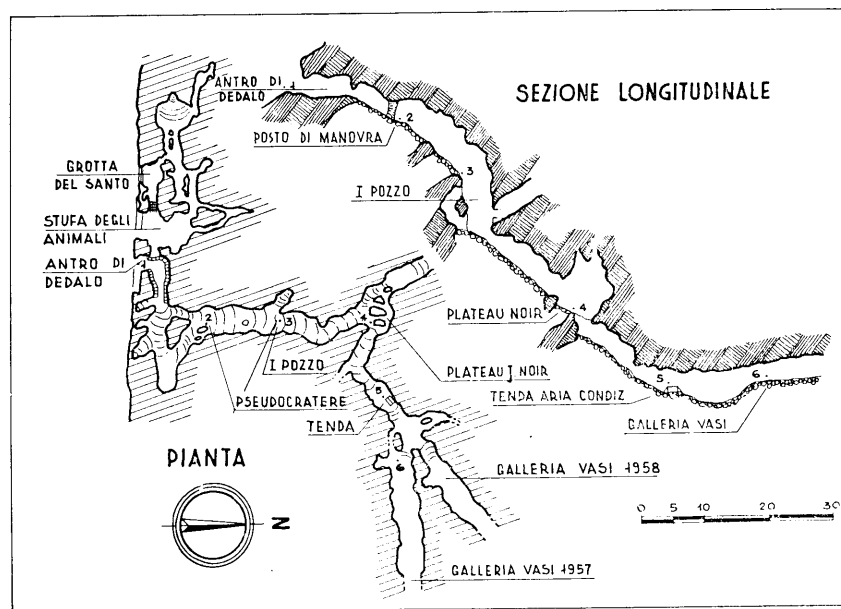 SEZIONE LONGITUDINALE
ANTRO DI 1
DEDALO
2
POSTO DI MANOVRA
3
I POZZO
4
PLATEAU NOIR
5.
6.
TENDA ARIA CONDIZ
GALLERIA VASI
GROTTA
DEL SANTO
STUFA DEGLI
ANIMALI
ANTRO DI
DEDALO
1
2
3
4
I POZZO
PLATEAU NOIR
PSEUDOCRATERE
5
TENDA
6
GALLERIA VASI 1958
GALLERIA VASI 1957
PIANTA
N
0 5 10 20 30